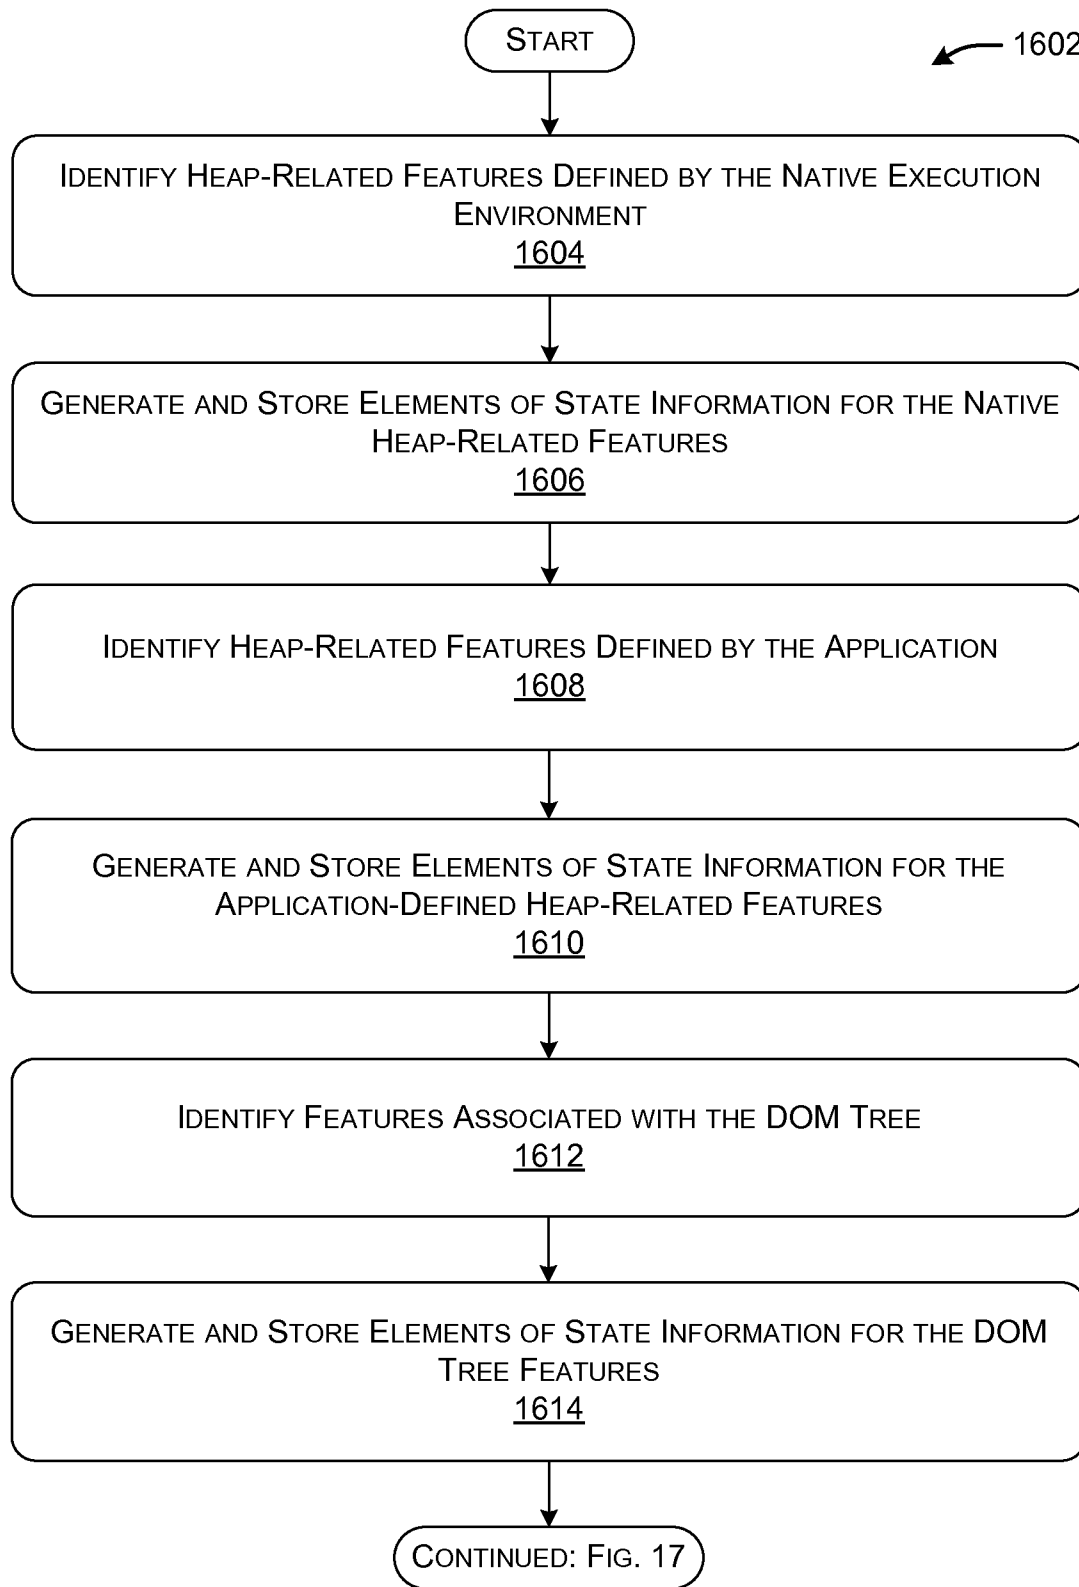 START
1602
IDENTIFY HEAP-RELATED FEATURES DEFINED BY THE NATIVE EXECUTION
ENVIRONMENT
1604
GENERATE AND STORE ELEMENTS OF STATE INFORMATION FOR THE NATIVE
HEAP-RELATED FEATURES
1606
IDENTIFY HEAP-RELATED FEATURES DEFINED BY THE APPLICATION
1608
GENERATE AND STORE ELEMENTS OF STATE INFORMATION FOR THE
APPLICATION-DEFINED HEAP-RELATED FEATURES
1610
IDENTIFY FEATURES ASSOCIATED WITH THE DOM TREE
1612
GENERATE AND STORE ELEMENTS OF STATE INFORMATION FOR THE DOM
TREE FEATURES
1614
CONTINUED: FIG. 17